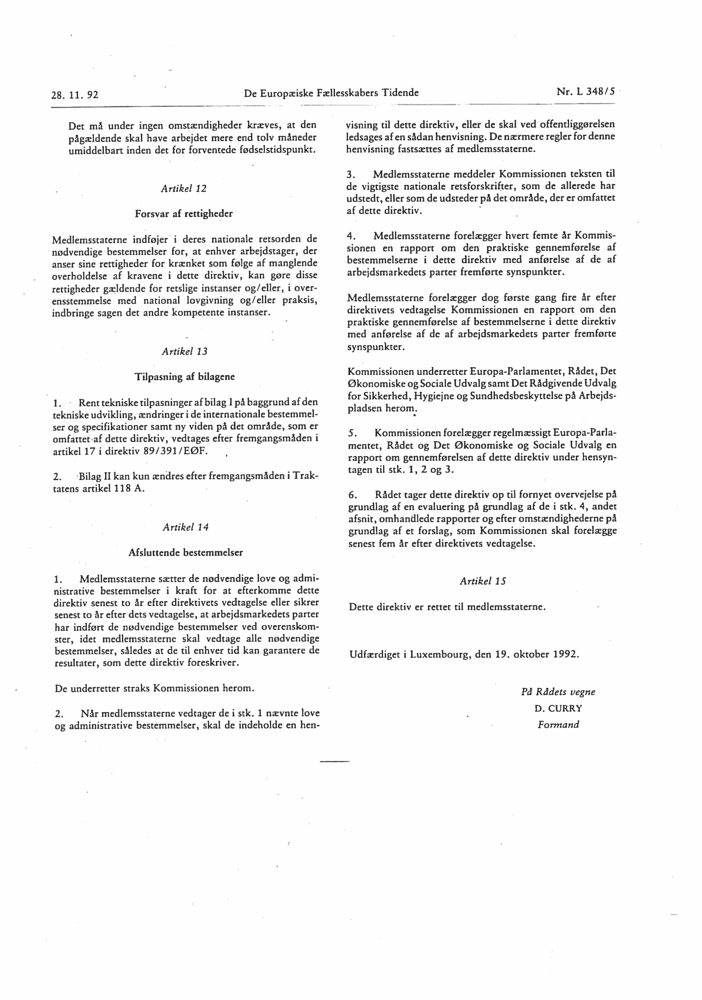 28. 11. 92
De Europæiske Fællesskabers Tidende
Nr. L 348/5
Det må under ingen omstændigheder kræves, at den
pågældende skal have arbejdet mere end tolv måneder
umiddelbart inden det for forventede fødselstidspunkt.
Artikel 12
Forsvar af rettigheder
Medlemsstaterne indføjer i deres nationale retsorden de
nødvendige bestemmelser for, at enhver arbejdstager, der
anser sine rettigheder for krænket som følge af manglende
overholdelse af kravene i dette direktiv, kan gøre disse
rettigheder gældende for retslige instanser og/eller, i over-
ensstemmelse med national lovgivning og/eller praksis,
indbringe sagen det andre kompetente instanser.
Artikel 13
Tilpasning af bilagene
1. Rent tekniske tilpasninger af bilag I på baggrund af den
tekniske udvikling, ændringer i de internationale bestemmel-
ser og specifikationer samt ny viden på det område, som er
omfattet af dette direktiv, vedtages efter fremgangsmåden i
artikel 17 i direktiv 89/391/EØF.
2. Bilag II kan kun ændres efter fremgangsmåden i Trak-
tatens artikel 118 A.
Artikel 14
Afsluttende bestemmelser
1. Medlemsstaterne sætter de nødvendige love og admi-
nistrative bestemmelser i kraft for at efterkomme dette
direktiv senest to år efter direktivets vedtagelse eller sikrer
senest to år efter dets vedtagelse, at arbejdsmarkedets parter
har indført de nødvendige bestemmelser ved overenskom-
ster, idet medlemsstaterne skal vedtage alle nødvendige
bestemmelser, således at de til enhver tid kan garantere de
resultater, som dette direktiv foreskriver.
De underretter straks Kommissionen herom.
2. Når medlemsstaterne vedtager de i stk. 1 nævnte love
og administrative bestemmelser, skal de indeholde en hen-
visning til dette direktiv, eller de skal ved offentliggørelsen
ledsages af en sådan henvisning. De nærmere regler for denne
henvisning fastsættes af medlemsstaterne.
3. Medlemsstaterne meddeler Kommissionen teksten til
de vigtigste nationale retsforskrifter, som de allerede har
udstedt, eller som de udsteder på det område, der er omfattet
af dette direktiv.
4. Medlemsstaterne forelægger hvert femte år Kommis-
sionen en rapport om den praktiske gennemførelse af
bestemmelserne i dette direktiv med anførelse af de af
arbejdsmarkedets parter fremførte synspunkter.
Medlemsstaterne forelægger dog første gang fire år efter
direktivets vedtagelse Kommissionen en rapport om den
praktiske gennemførelse af bestemmelserne i dette direktiv
med anførelse af de af arbejdsmarkedets parter fremførte
synspunkter.
Kommissionen underretter Europa-Parlamentet, Rådet, Det
Økonomiske og Sociale Udvalg samt Det Rådgivende Udvalg
for Sikkerhed, Hygiejne og Sundhedsbeskyttelse på Arbejds-
pladsen herom.
5. Kommissionen forelægger regelmæssigt Europa-Parla-
mentet, Rådet og Det Økonomiske og Sociale Udvalg en
rapport om gennemførelsen af dette direktiv under hensyn-
tagen til stk. 1, 2 og 3.
6. Rådet tager dette direktiv op til fornyet overvejelse på
grundlag af en evaluering på grundlag af de i stk. 4, andet
afsnit, omhandlede rapporter og efter omstændighederne på
grundlag af et forslag, som Kommissionen skal forelægge
senest fem år efter direktivets vedtagelse.
Artikel 15
Dette direktiv er rettet til medlemsstaterne.
Udfærdiget i Luxembourg, den 19. oktober 1992.
På Rådets vegne
D. CURRY
Formand